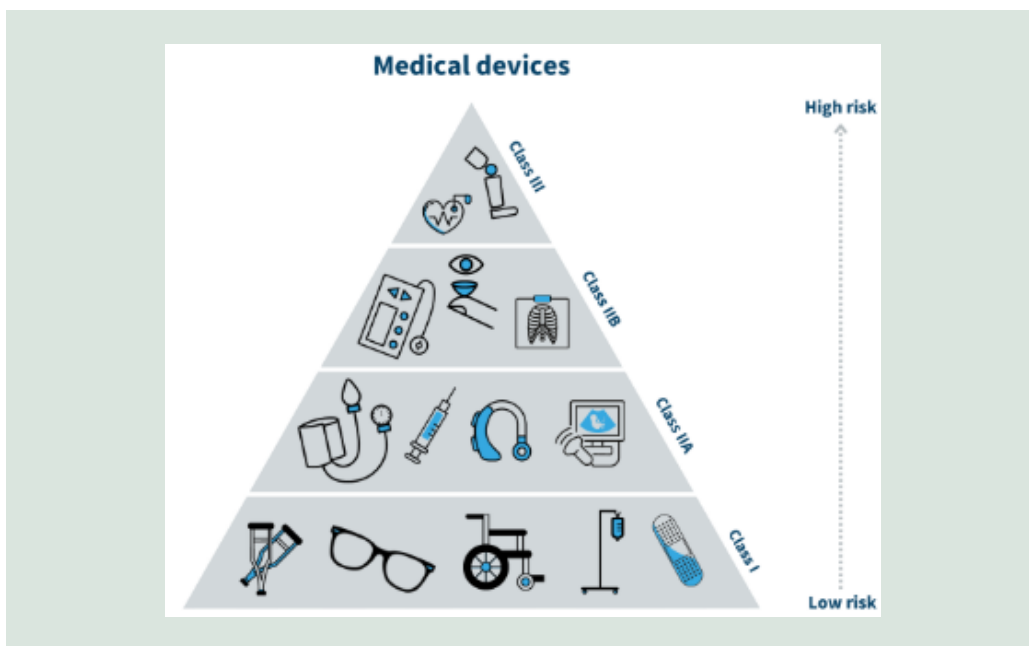 Medical devices
High risk
Class III
Class IIB
Class IIA
Class I
Low risk